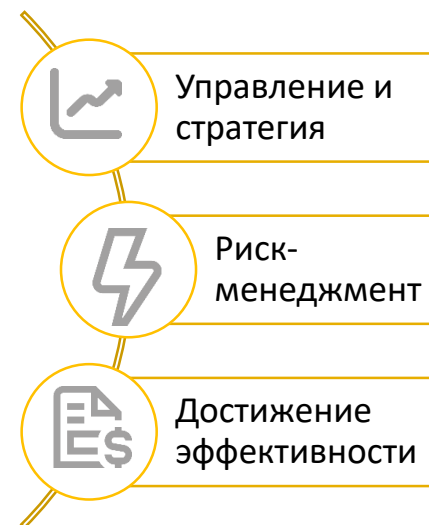 Управление и
стратегия
Риск-
менеджмент
Достижение
эффективности